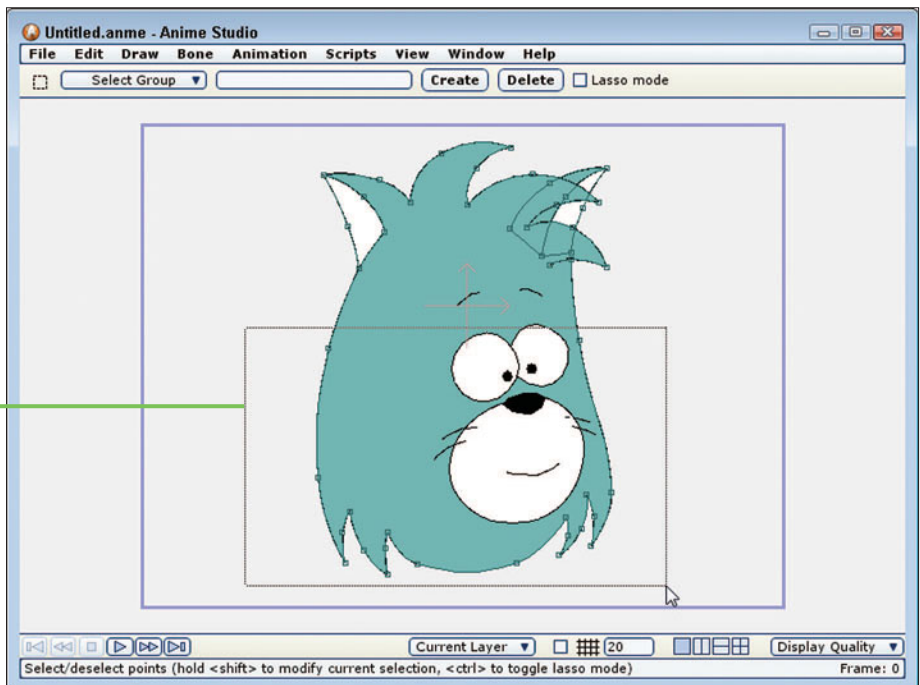 Untitled.anme - Anime Studio
File Edit Draw Bone Animation Scripts View Window Help
Select Group Create Delete Lasso mode
Current Layer 20 Display Quality
Select/deselect points (hold <shift> to modify current selection, <ctrl> to toggle lasso mode) Frame: 0